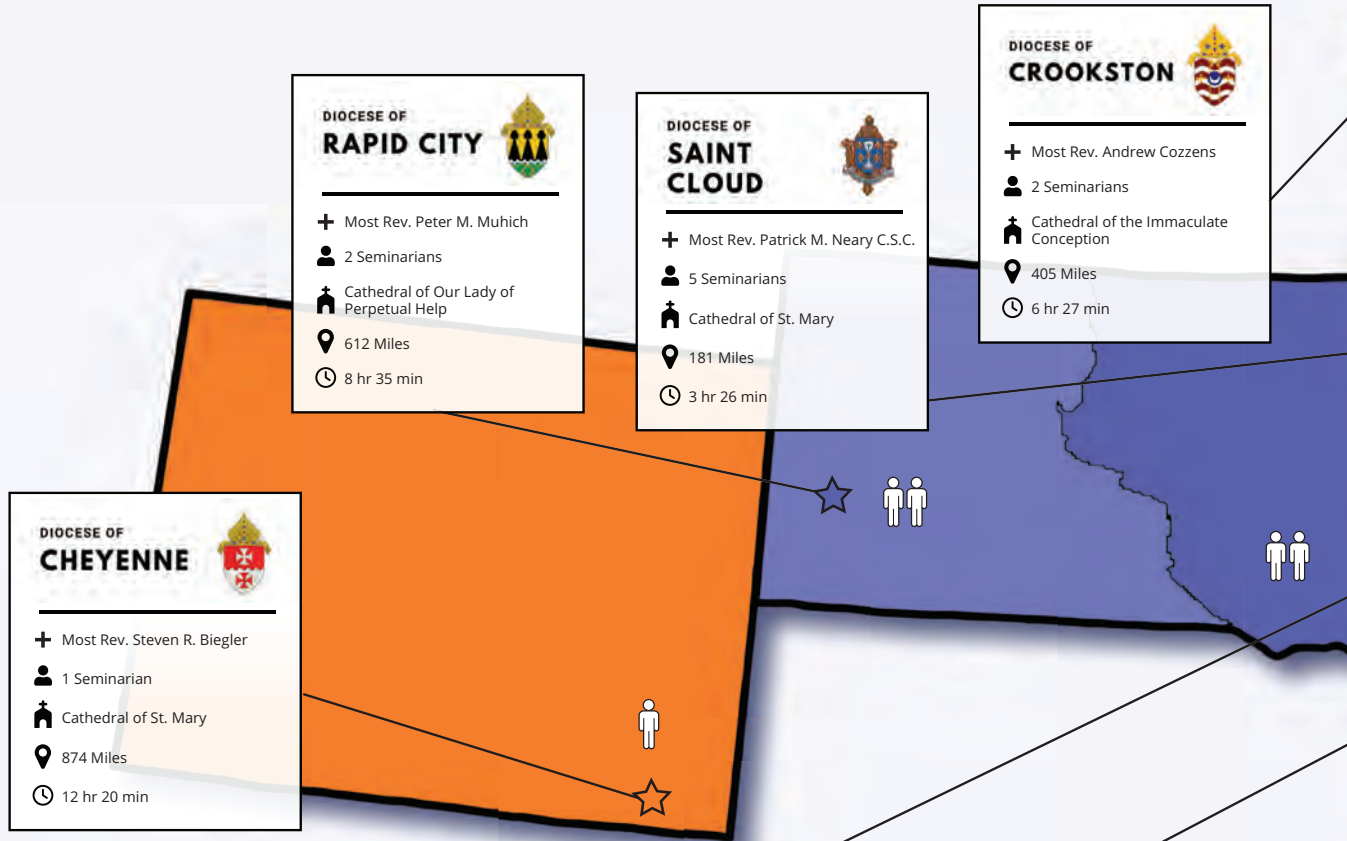 DIOCESE OF
RAPID CITY
Most Rev. Peter M. Muhich
2 Seminarians
Cathedral of Our Lady of
Perpetual Help
612 Miles
8 hr 35 min
DIOCESE OF
SAINT
CLOUD
Most Rev. Patrick M. Neary C.S.C.
5 Seminarians
Cathedral of St. Mary
181 Miles
3 hr 26 min
DIOCESE OF
CROOKSTON
Most Rev. Andrew Cozzens
2 Seminarians
Cathedral of the Immaculate
Conception
405 Miles
6 hr 27 min
DIOCESE OF
CHEYENNE
Most Rev. Steven R. Biegler
1 Seminarian
Cathedral of St. Mary
874 Miles
12 hr 20 min